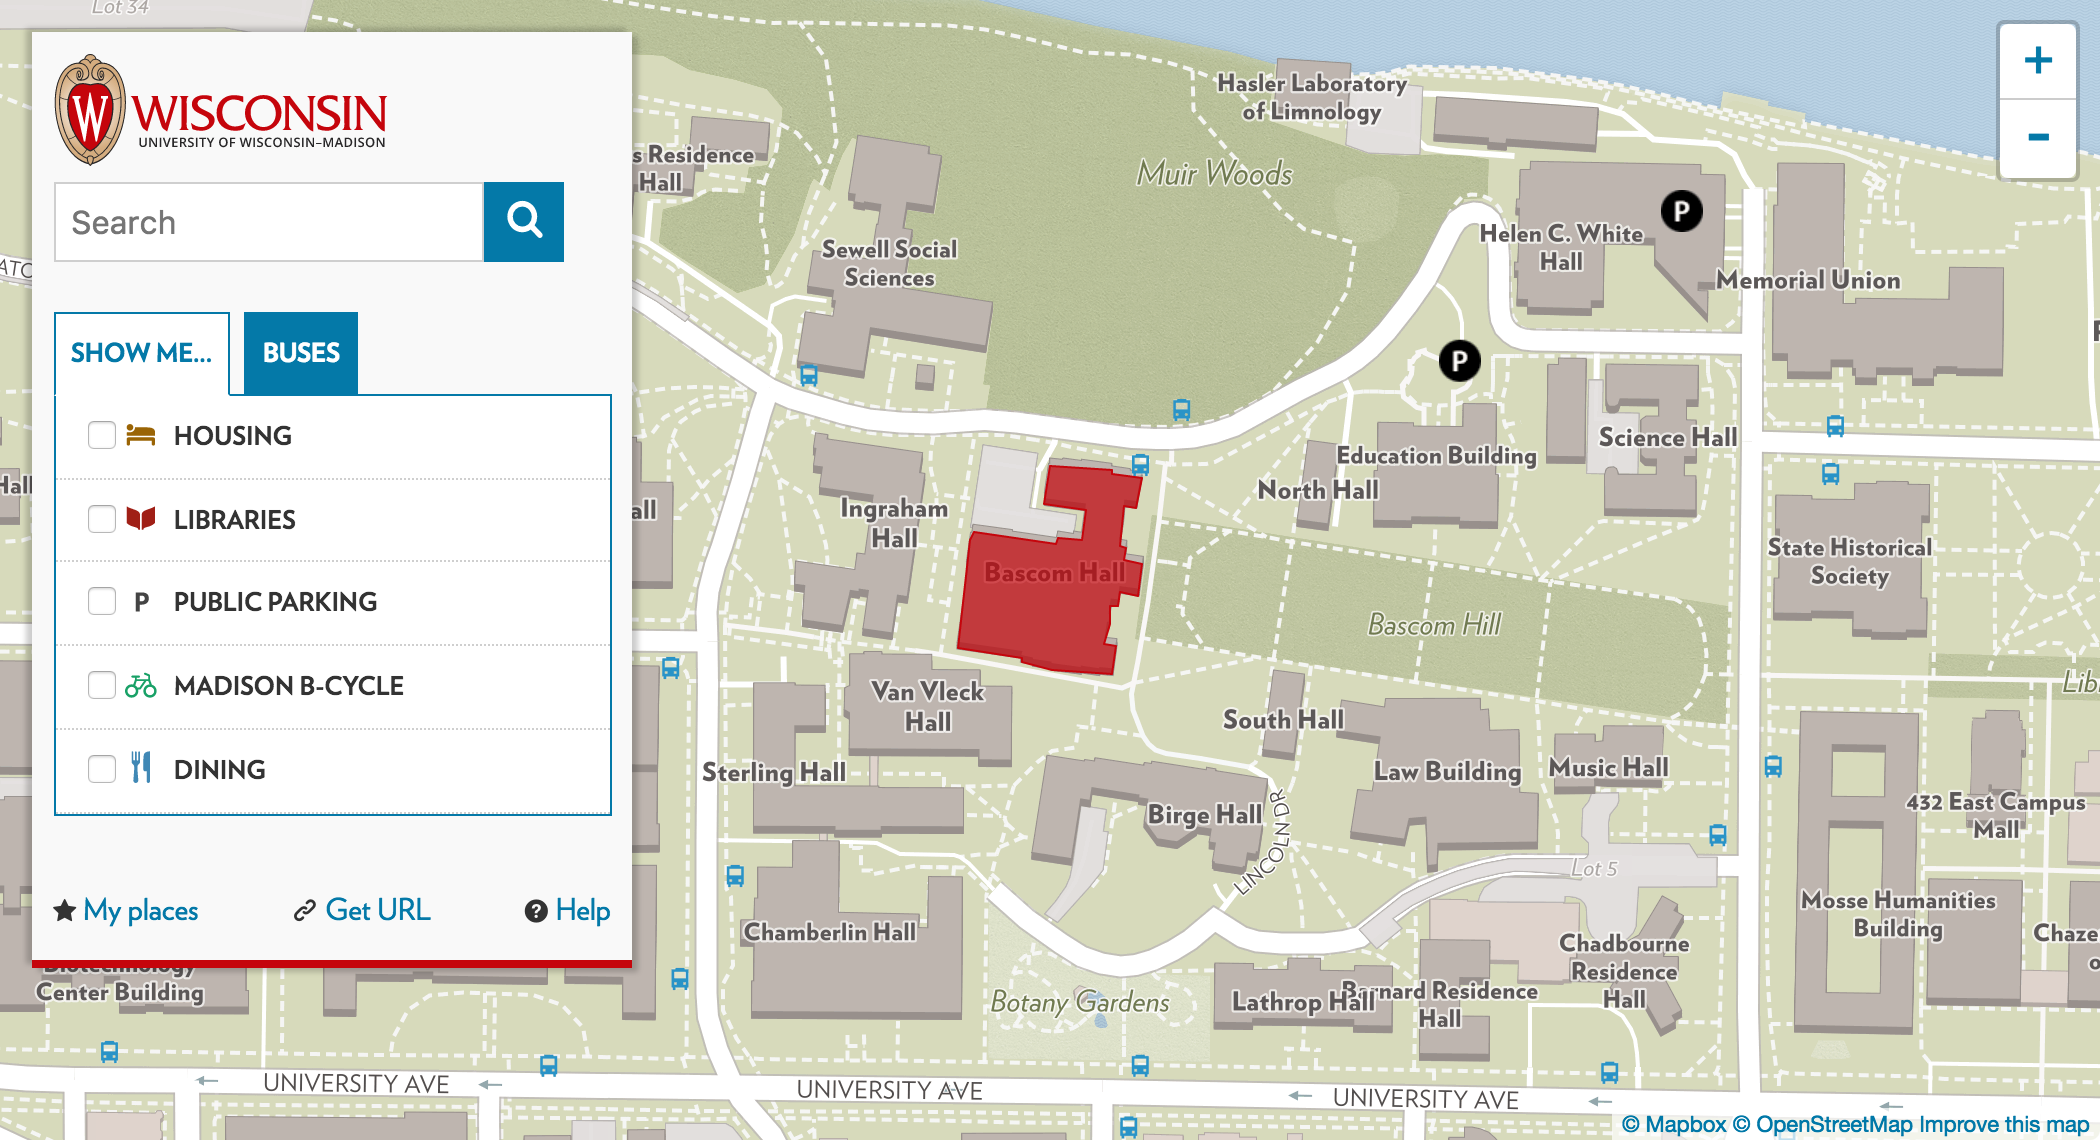 Lot 34
W
WISCONSIN
UNIVERSITY OF WISCONSIN–MADISON
Search
SHOW ME...
BUSES
HOUSING
LIBRARIES
P PUBLIC PARKING
MADISON B-CYCLE
DINING
My places
Get URL
? Help
+
-
Hasler Laboratory
of Limnology
Muir Woods
s Residence
Hall
Sewell Social
Sciences
Helen C. White
Hall
P
Memorial Union
P
Education Building
Science Hall
North Hall
Ingraham
Hall
Bascom Hall
State Historical
Society
Bascom Hill
Van Vleck
Hall
South Hall
Law Building
Music Hall
Sterling Hall
Birge Hall
LINCOLN DR
432 East Campus
Mall
Lot 5
Mosse Humanities
Building
Chamberlin Hall
Chadbourne
Residence
Hall
Biotechnology
Center Building
Botany Gardens
Lathrop Hall
Barnard Residence
Hall
UNIVERSITY AVE
UNIVERSITY AVE
UNIVERSITY AVE
© Mapbox © OpenStreetMap Improve this map